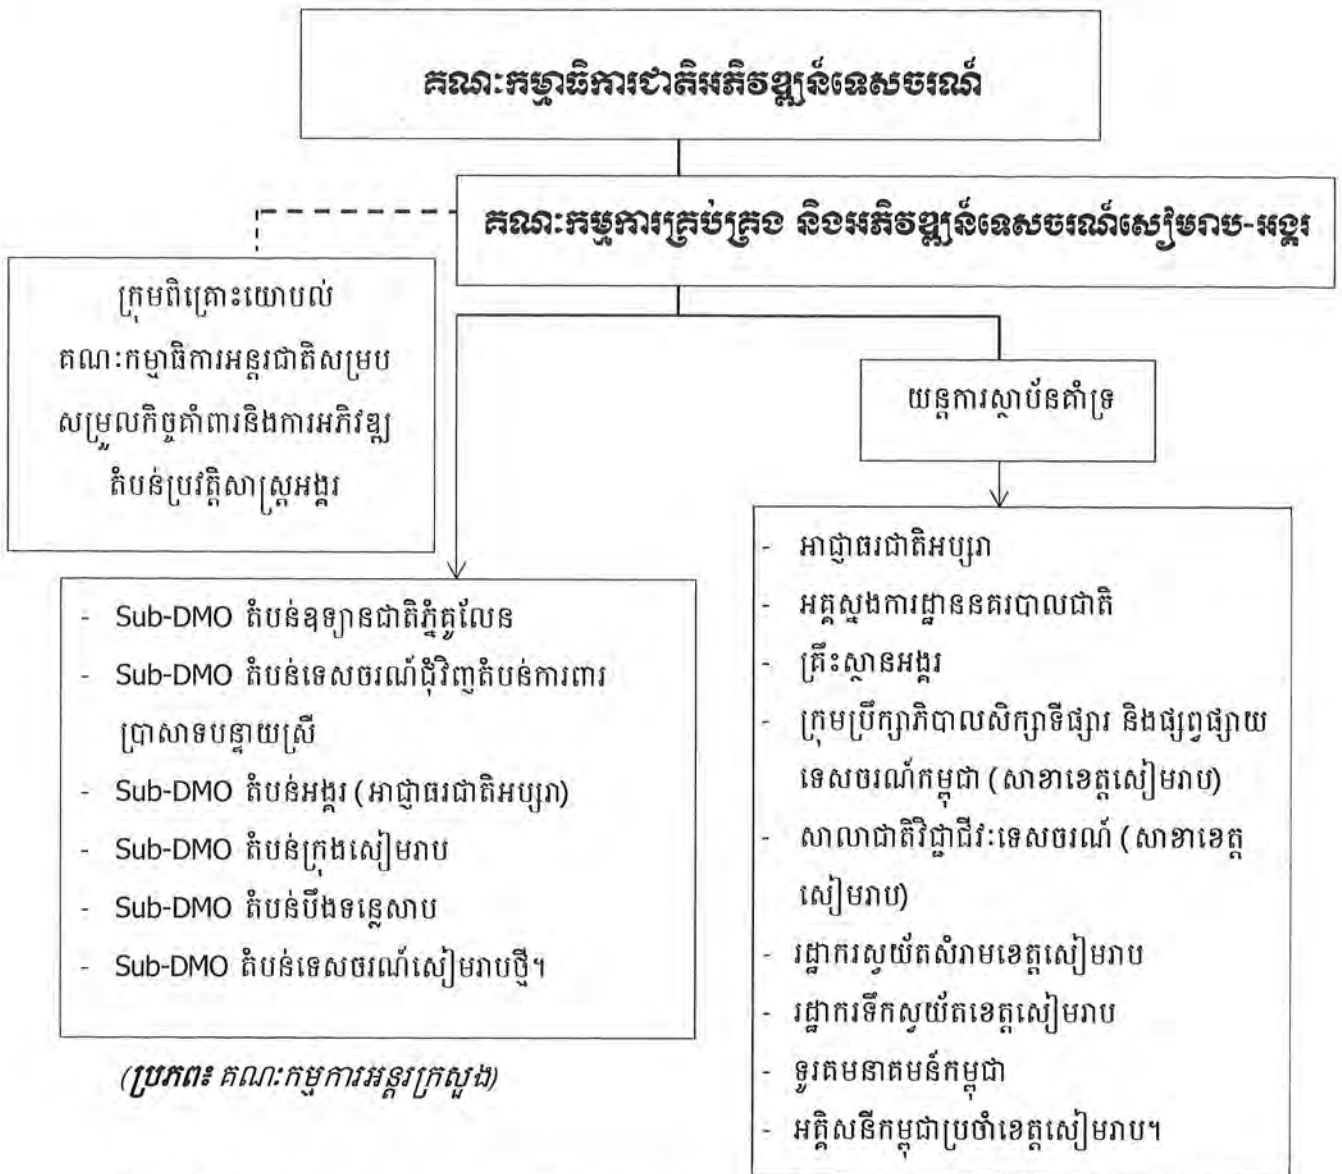 គណៈកម្មាធិការជាតិអភិវឌ្ឍន៍ទេសចរណ៍
គណៈកម្មការគ្រប់គ្រង និងអភិវឌ្ឍន៍ទេសចរណ៍សៀមរាប-អង្គរ
ក្រុមពិគ្រោះយោបល់
គណៈកម្មាធិការអន្តរជាតិសម្រប
សម្រួលកិច្ចគាំពារនិងការអភិវឌ្ឍ
តំបន់ប្រវត្តិសាស្ត្រអង្គរ
យន្តការស្ថាប័នគាំទ្រ
- Sub-DMO តំបន់ឧទ្យានជាតិភ្នំគូលែន
- Sub-DMO តំបន់ទេសចរណ៍ជុំវិញតំបន់ការពារ
ប្រាសាទបន្ទាយស្រី
- Sub-DMO តំបន់អង្គរ (អាជ្ញាធរជាតិអប្សរា)
- Sub-DMO តំបន់ក្រុងសៀមរាប
- Sub-DMO តំបន់បឹងទន្លេសាប
- Sub-DMO តំបន់ទេសចរណ៍សៀមរាបថ្មី។
(ប្រភព៖ គណៈកម្មការអន្តរក្រសួង)
- អាជ្ញាធរជាតិអប្សរា
- អគ្គស្នងការដ្ឋាននគរបាលជាតិ
- គ្រឹះស្ថានអង្គរ
- ក្រុមប្រឹក្សាភិបាលសិក្សាទីផ្សារ និងផ្សព្វផ្សាយ
ទេសចរណ៍កម្ពុជា (សាខាខេត្តសៀមរាប)
- សាលាជាតិវិជ្ជាជីវៈទេសចរណ៍ (សាខាខេត្ត
សៀមរាប)
- រដ្ឋាករស្វយ័តសំរាមខេត្តសៀមរាប
- រដ្ឋាករទឹកស្វយ័តខេត្តសៀមរាប
- ទូរគមនាគមន៍កម្ពុជា
- អគ្គិសនីកម្ពុជាប្រចាំខេត្តសៀមរាប។